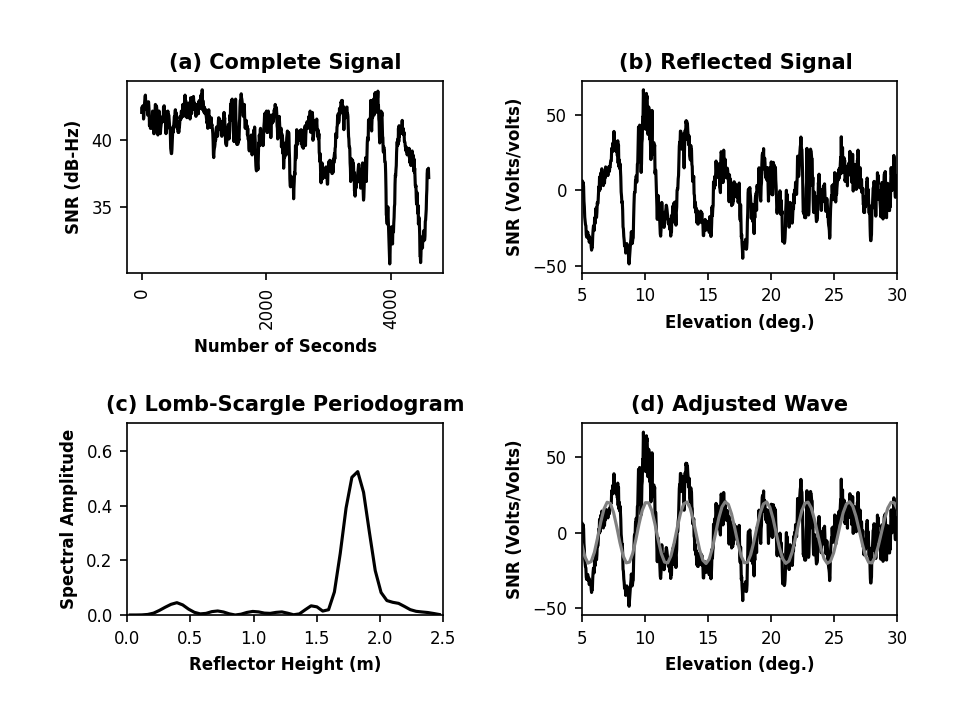 (a) Complete Signal
SNR (dB-Hz)
40
35
0
2000
4000
Number of Seconds
(b) Reflected Signal
SNR (Volts/volts)
50
0
−50
5 10 15 20 25 30
Elevation (deg.)
(c) Lomb-Scargle Periodogram
Spectral Amplitude
0.6
0.4
0.2
0.0
0.0 0.5 1.0 1.5 2.0 2.5
Reflector Height (m)
(d) Adjusted Wave
SNR (Volts/Volts)
50
0
−50
5 10 15 20 25 30
Elevation (deg.)